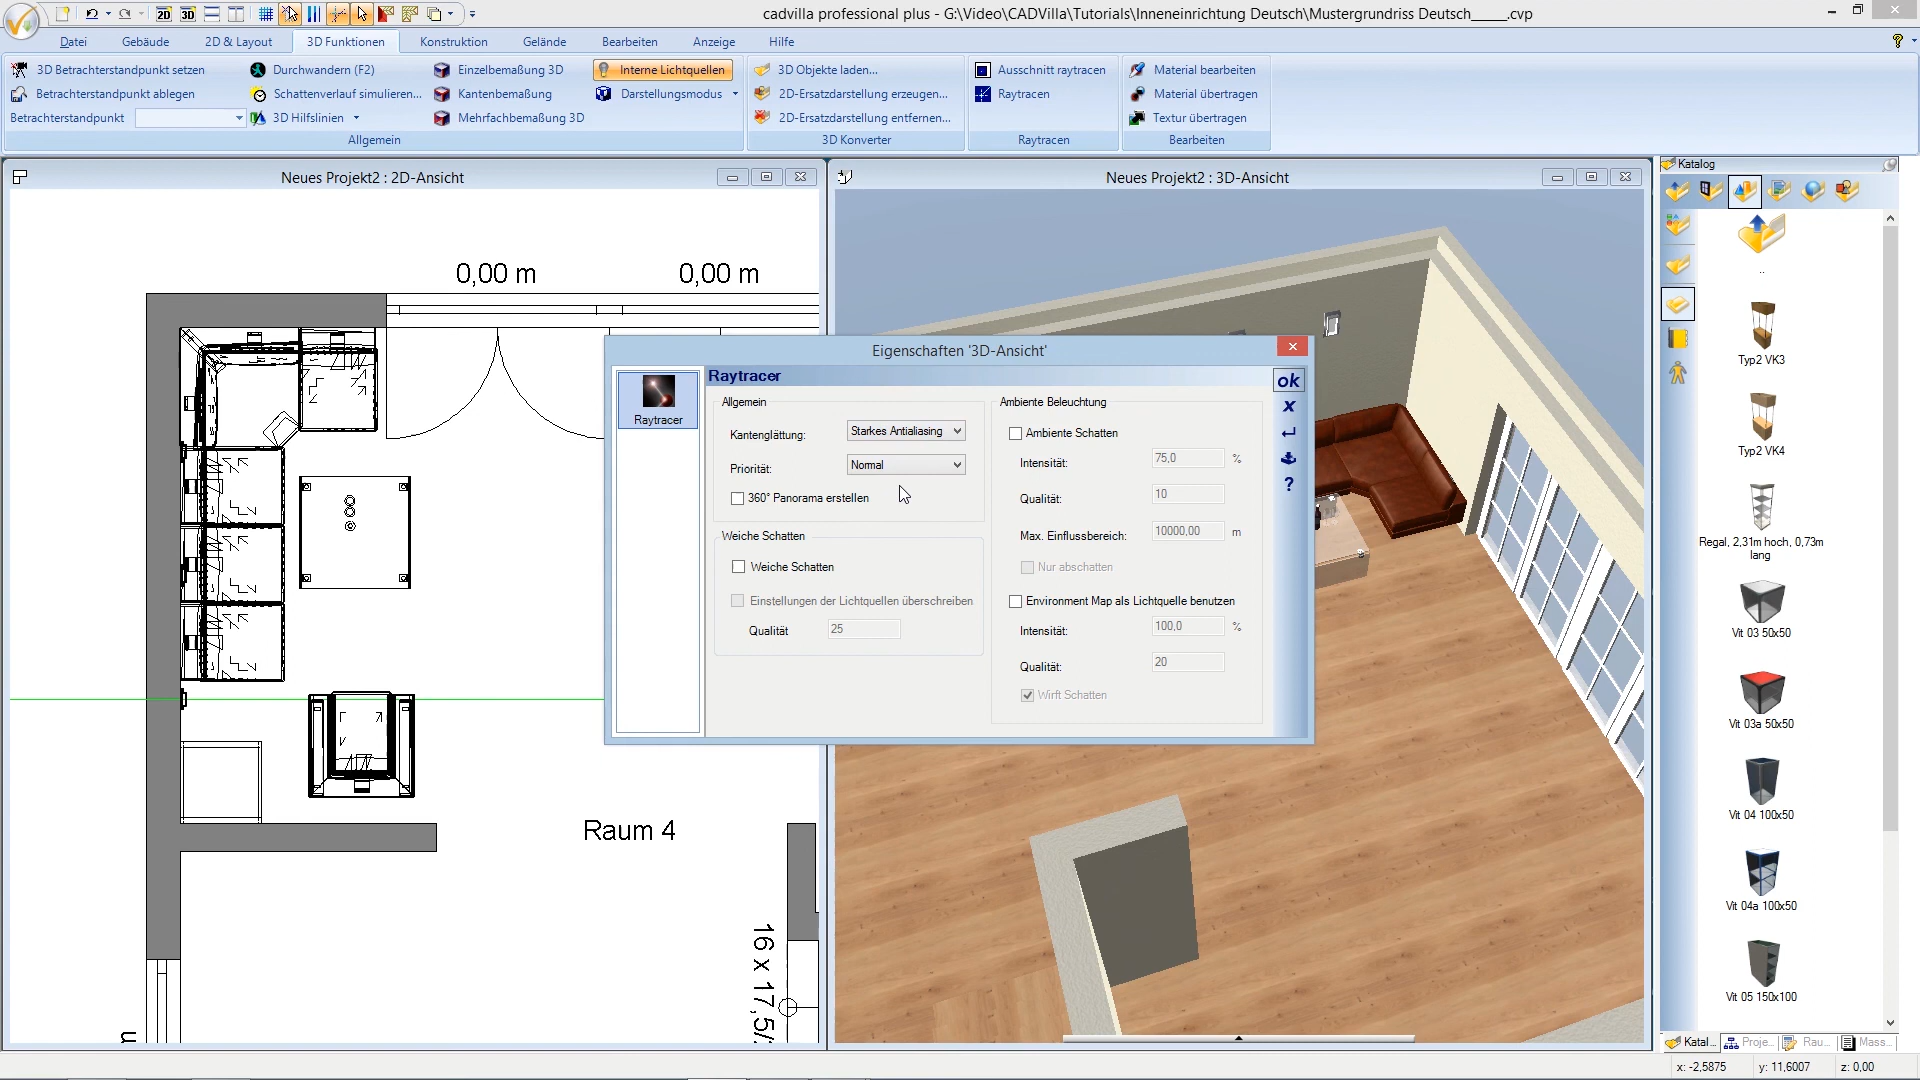 cadvilla professional plus - G:\Video\CADVilla\Tutorials\Inneneinrichtung Deutsch\Mustergrundriss Deutsch_____.cvp
2D 3D
Datei Gebäude 2D & Layout 3D Funktionen Konstruktion Gelände Bearbeiten Anzeige Hilfe
3D Betrachterstandpunkt setzen Durchwandern (F2) Einzelbemaßung 3D Interne Lichtquellen 3D Objekte laden... Ausschnitt raytracen Material bearbeiten
Betrachterstandpunkt ablegen Schattenverlauf simulieren... Kantenbemaßung Darstellungsmodus 2D-Ersatzdarstellung erzeugen... Raytracen Material übertragen
Betrachterstandpunkt 3D Hilfslinien Mehrfachbemaßung 3D 2D-Ersatzdarstellung entfernen... Textur übertragen
Allgemein 3D Konverter Raytracen Bearbeiten
Neues Projekt2 : 2D-Ansicht
0,00 m 0,00 m
Raum 4
16 x 17,5/
Neues Projekt2 : 3D-Ansicht
Eigenschaften '3D-Ansicht'
Raytracer
Raytracer
Allgemein
Kantenglättung: Starkes Antialiasing
Priorität: Normal
360° Panorama erstellen
Weiche Schatten
Weiche Schatten
Einstellungen der Lichtquellen überschreiben
Qualität 25
Ambiente Beleuchtung
Ambiente Schatten
Intensität: 75,0 %
Qualität: 10
Max. Einflussbereich: 10000,00 m
Nur abschatten
Environment Map als Lichtquelle benutzen
Intensität: 100,0 %
Qualität: 20
Wirft Schatten
ok
x
?
Katalog
..
Typ2 VK3
Typ2 VK4
Regal, 2,31m hoch, 0,73m
lang
Vit 03 50x50
Vit 03a 50x50
Vit 04 100x50
Vit 04a 100x50
Vit 05 150x100
Katal... Proje... Rau... Mass...
x: -2,5875 y: 11,6007 z: 0,00